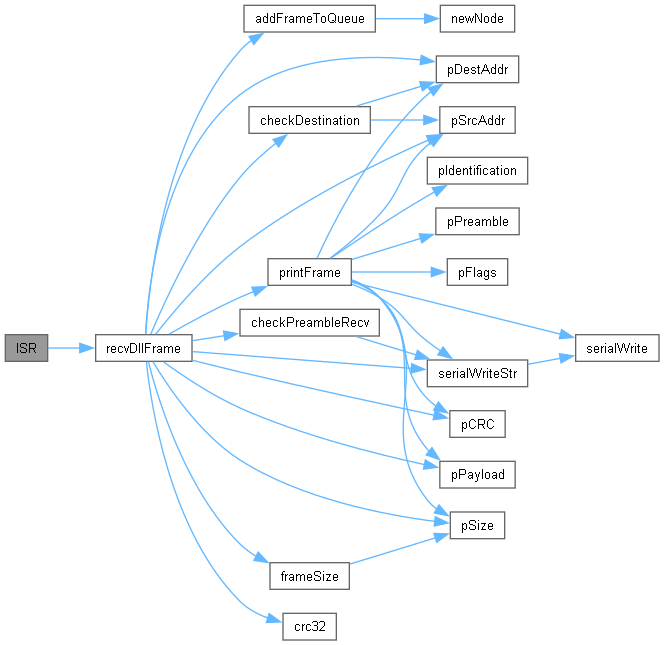 addFrameToQueue
newNode
pDestAddr
checkDestination
pSrcAddr
pIdentification
pPreamble
printFrame
pFlags
checkPreambleRecv
ISR
recvDllFrame
serialWrite
serialWriteStr
pCRC
pPayload
pSize
frameSize
crc32